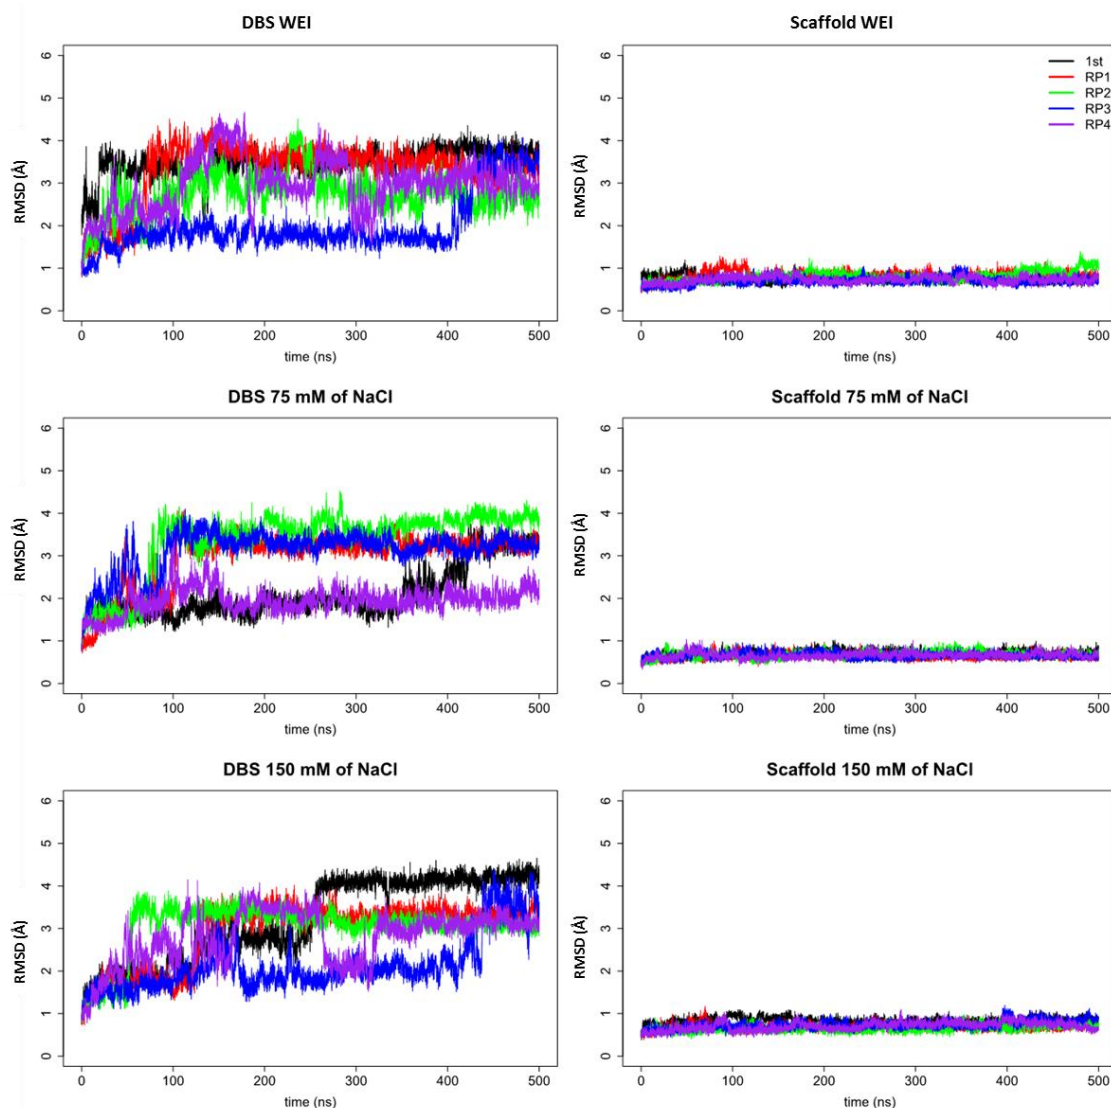 DBS WEI
6
5
4
3
2
1
0
RMSD (Å)
0 100 200 300 400 500
time (ns)
Scaffold WEI
6
5
4
3
2
1
0
RMSD (Å)
0 100 200 300 400 500
time (ns)
1st
RP1
RP2
RP3
RP4
DBS 75 mM of NaCl
6
5
4
3
2
1
0
RMSD (Å)
0 100 200 300 400 500
time (ns)
Scaffold 75 mM of NaCl
6
5
4
3
2
1
0
RMSD (Å)
0 100 200 300 400 500
time (ns)
DBS 150 mM of NaCl
6
5
4
3
2
1
0
RMSD (Å)
0 100 200 300 400 500
time (ns)
Scaffold 150 mM of NaCl
6
5
4
3
2
1
0
RMSD (Å)
0 100 200 300 400 500
time (ns)